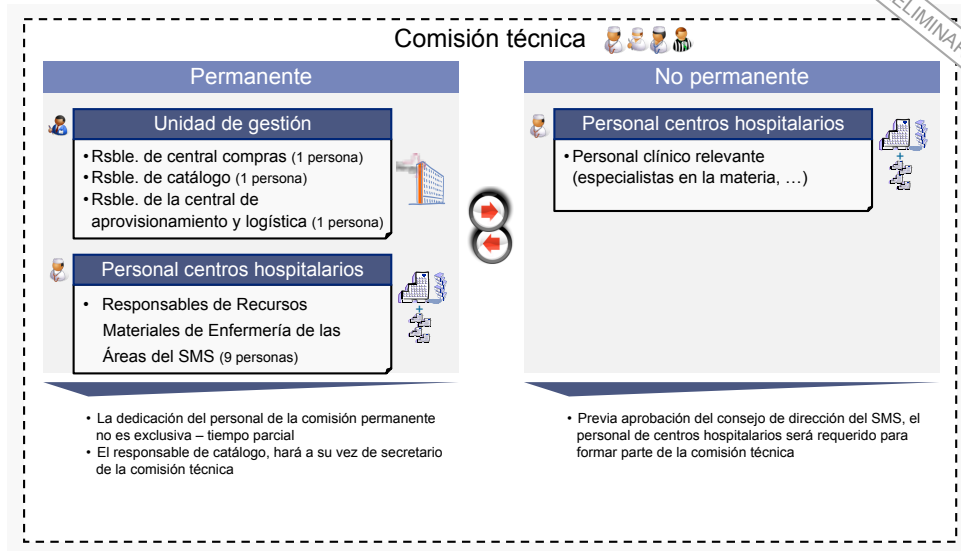 Comisión técnica
Permanente
Unidad de gestión
•Rsble. de central compras (1 persona)
•Rsble. de catálogo (1 persona)
•Rsble. de la central de
aprovisionamiento y logística (1 persona)
Personal centros hospitalarios
• Responsables de Recursos
Materiales de Enfermería de las
Áreas del SMS (9 personas)
• La dedicación del personal de la comisión permanente
no es exclusiva – tiempo parcial
• El responsable de catálogo, hará a su vez de secretario
de la comisión técnica
No permanente
Personal centros hospitalarios
•Personal clínico relevante
(especialistas en la materia, …)
• Previa aprobación del consejo de dirección del SMS, el
personal de centros hospitalarios será requerido para
formar parte de la comisión técnica